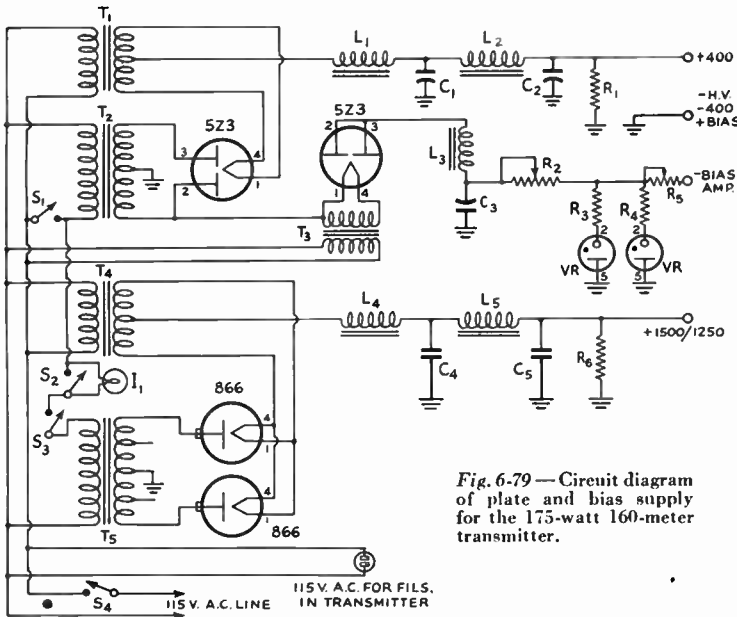 T1
L1
L2
+400
C1
C2
R1
-H.V.
-400
+BIAS
T2
5Z3
5Z3
3
4
2
1
2
3
1
4
L3
R2
-BIAS
AMP.
R5
S1
C3
R3
R4
T3
2
2
VR
VR
5
5
T4
L4
L5
+1500/1250
C4
C5
R6
S2
I1
866
S3
4
1
4
1
866
T5
Fig. 6-79 — Circuit diagram
of plate and bias supply
for the 175-watt 160-meter
transmitter.
S4
115 V. A.C. LINE
115 V. A.C. FOR FILS,
IN TRANSMITTER